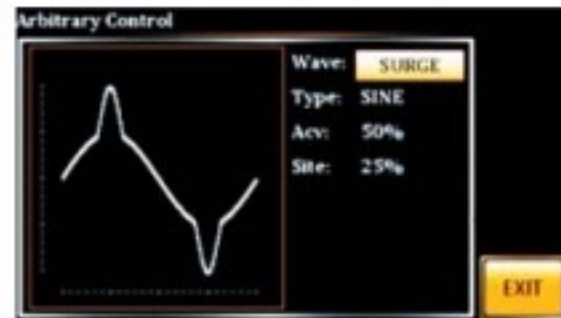 Arbitrary Control
Wave: SURGE
Type: SINE
Acv: 50%
Site: 25%
EXIT